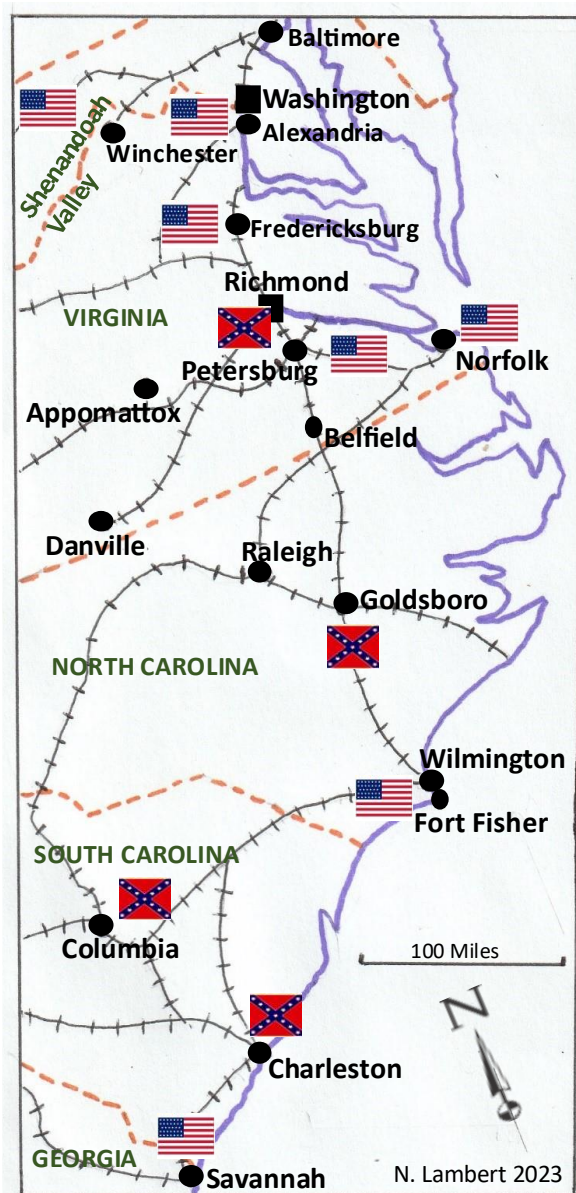 Baltimore
Washington
Alexandria
Winchester
Shenandoah
Valley
Fredericksburg
Richmond
VIRGINIA
Norfolk
Petersburg
Appomattox
Belfield
Danville
Raleigh
Goldsboro
NORTH CAROLINA
Wilmington
Fort Fisher
SOUTH CAROLINA
Columbia
100 Miles
N
Charleston
GEORGIA
Savannah
N. Lambert 2023